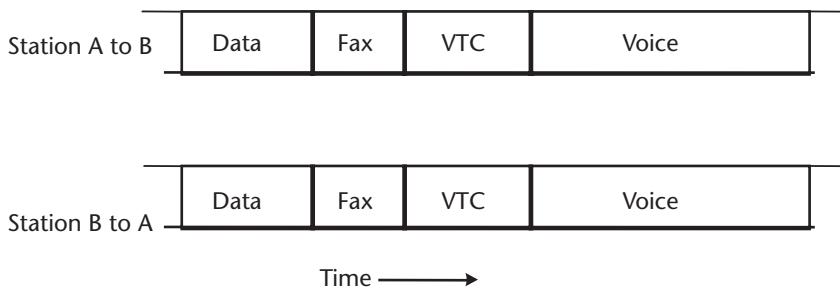 Station A to B Data Fax VTC Voice
Station B to A Data Fax VTC Voice
Time